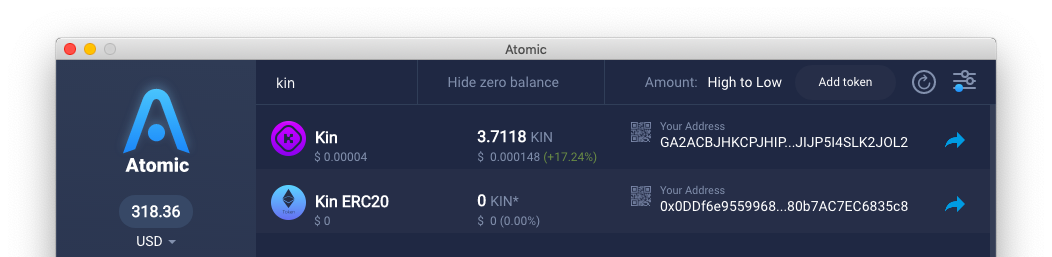 Atomic
kin Hide zero balance Amount: High to Low Add token
Atomic
318.36
USD
Kin 3.7118 KIN Your Address
$ 0.00004 $ 0.000148 (+17.24%) GA2ACBJHKCPJHIP...JIJP5I4SLK2JOL2
Kin ERC20 0 KIN* Your Address
$ 0 $ 0 (0.00%) 0x0DDf6e9559968...80b7AC7EC6835c8